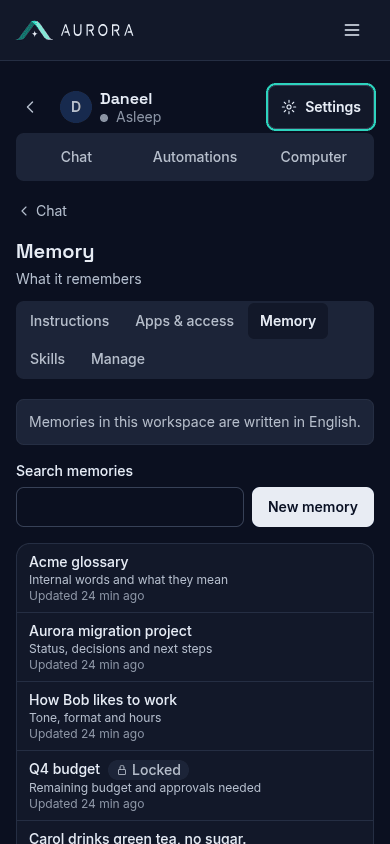 AURORA
D
Daneel
Asleep
Settings
Chat
Automations
Computer
Chat
Memory
What it remembers
Instructions
Apps & access
Memory
Skills
Manage
Memories in this workspace are written in English.
Search memories
New memory
Acme glossary
Internal words and what they mean
Updated 24 min ago
Aurora migration project
Status, decisions and next steps
Updated 24 min ago
How Bob likes to work
Tone, format and hours
Updated 24 min ago
Q4 budget
Locked
Remaining budget and approvals needed
Updated 24 min ago
Carol drinks green tea, no sugar.